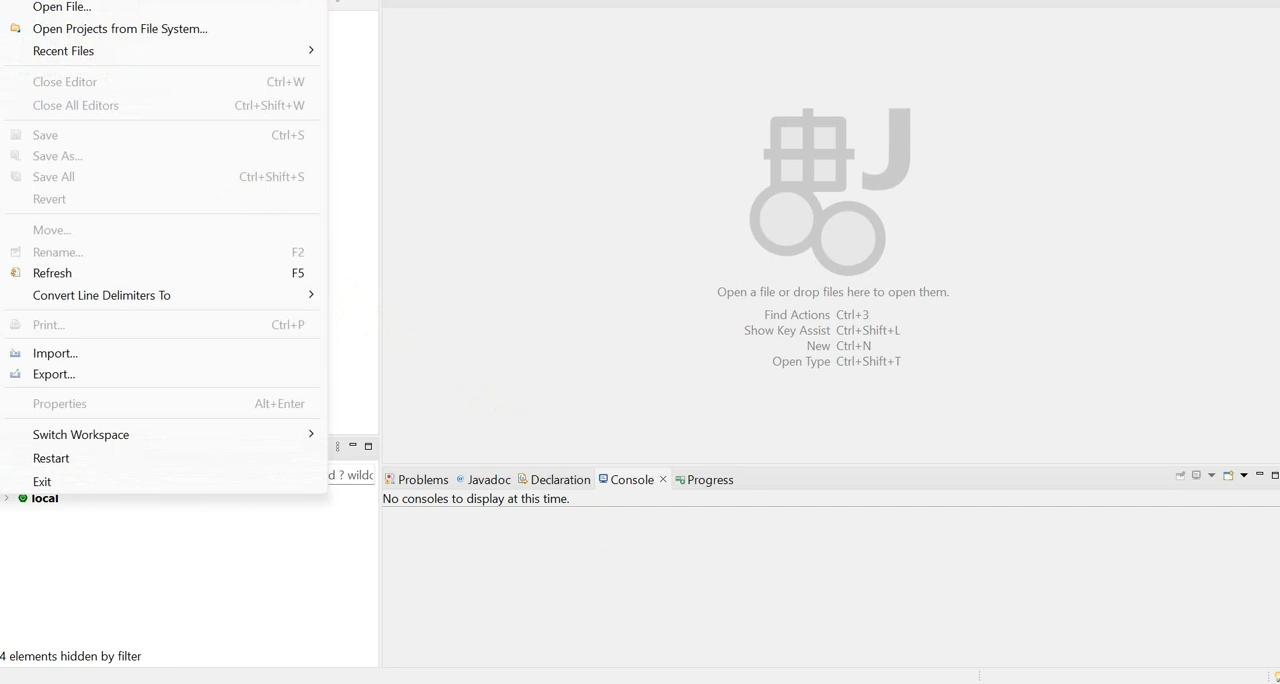 Open File...
Open Projects from File System...
Recent Files
Close Editor Ctrl+W
Close All Editors Ctrl+Shift+W
Save Ctrl+S
Save As...
Save All Ctrl+Shift+S
Revert
Move...
Rename... F2
Refresh F5
Convert Line Delimiters To
Print... Ctrl+P
Import...
Export...
Properties Alt+Enter
Switch Workspace
Restart
Exit
local
4 elements hidden by filter
J
Open a file or drop files here to open them.
Find Actions Ctrl+3
Show Key Assist Ctrl+Shift+L
New Ctrl+N
Open Type Ctrl+Shift+T
Problems Javadoc Declaration Console Progress
No consoles to display at this time.